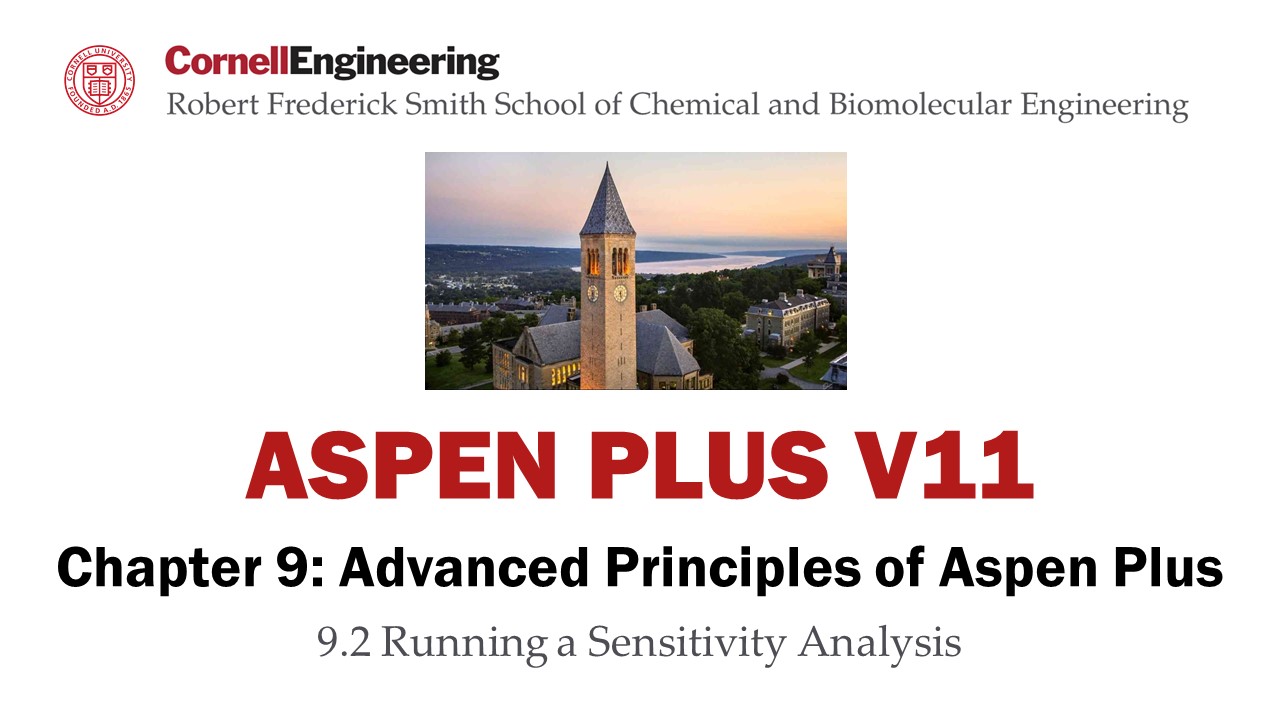 CORNELL UNIVERSITY
FOUNDED A.D. 1865
CornellEngineering
Robert Frederick Smith School of Chemical and Biomolecular Engineering
ASPEN PLUS V11
Chapter 9: Advanced Principles of Aspen Plus
9.2 Running a Sensitivity Analysis